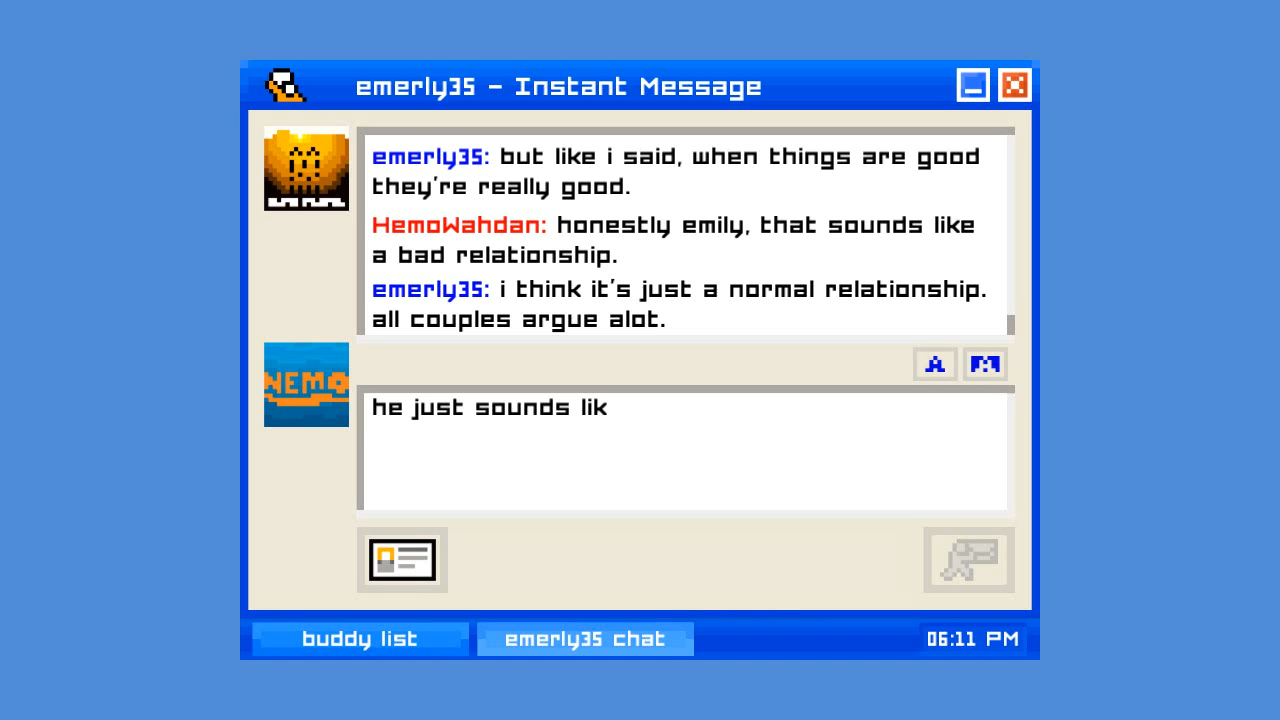 emerly35 - Instant Message
emerly35: but like i said, when things are good
they're really good.
HemoWahdan: honestly emily, that sounds like
a bad relationship.
emerly35: i think it's just a normal relationship.
all couples argue alot.
NEMO
A
he just sounds lik
buddy list
emerly35 chat
06:11 PM